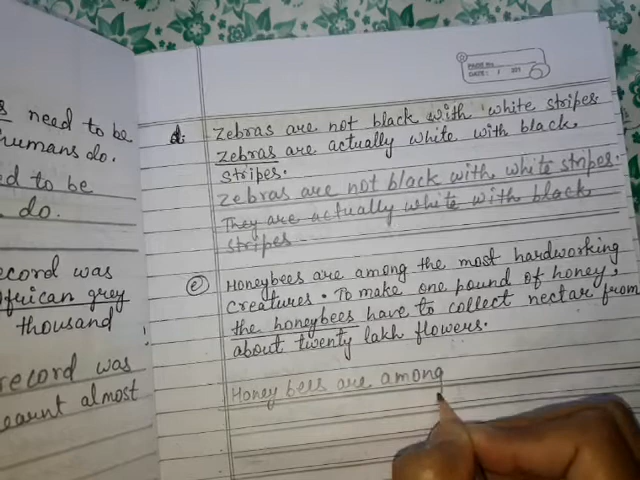 need to be
humans do.
ed to be
do.
ecord was
African grey
thousand
record was
earnt almost
PAGE No.
DATE: / /202
d. Zebras are not black with white stripes
Zebras are actually white with black.
stripes.
Zebras are not black with white stripes.
They are actually white with black
stripes
(e) Honeybees are among the most hardworking
creatures. To make one pound of honey,
the honeybees have to collect nectar from
about twenty lakh flowers.
Honey bees are among